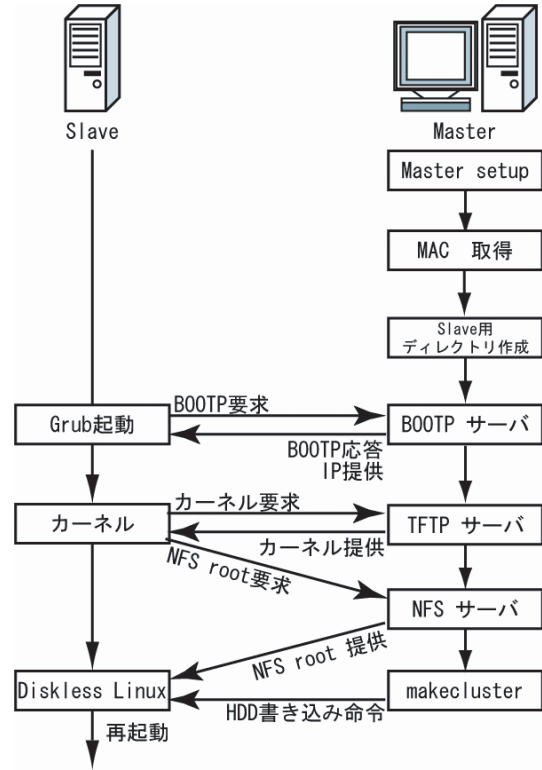 Slave
Master
Master setup
MAC 取得
Slave用
ディレクトリ作成
Grub起動
BOOTP要求
BOOTP サーバ
BOOTP応答
IP提供
カーネル
カーネル要求
TFTP サーバ
カーネル提供
NFS root要求
NFS サーバ
NFS root 提供
Diskless Linux
makecluster
HDD書き込み命令
再起動